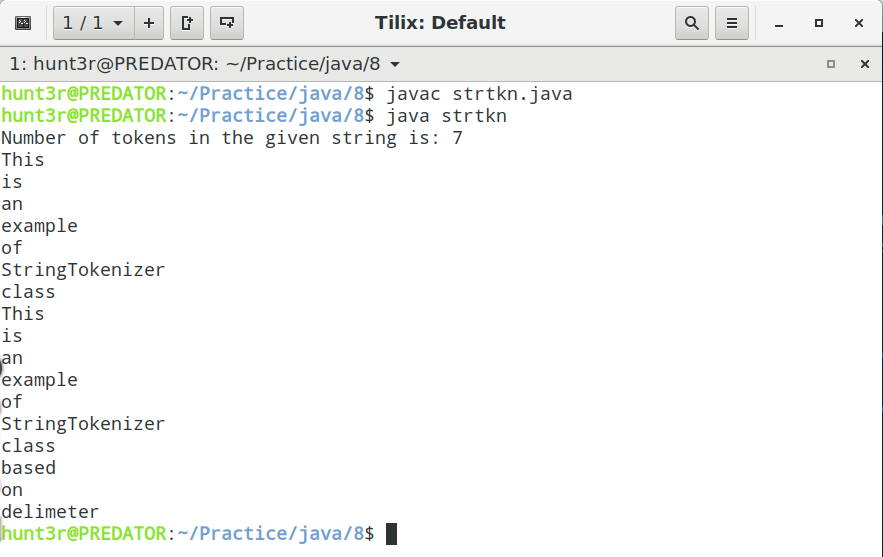 1 / 1
Tilix: Default
1: hunt3r@PREDATOR: ~/Practice/java/8
hunt3r@PREDATOR:~/Practice/java/8$ javac strtkn.java
hunt3r@PREDATOR:~/Practice/java/8$ java strtkn
Number of tokens in the given string is: 7
This
is
an
example
of
StringTokenizer
class
This
is
an
example
of
StringTokenizer
class
based
on
delimeter
hunt3r@PREDATOR:~/Practice/java/8$